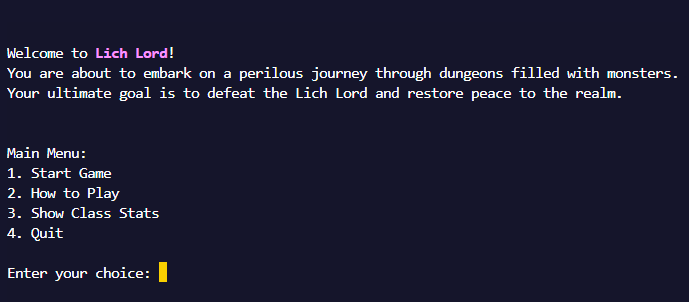 Welcome to Lich Lord!
You are about to embark on a perilous journey through dungeons filled with monsters.
Your ultimate goal is to defeat the Lich Lord and restore peace to the realm.
Main Menu:
1. Start Game
2. How to Play
3. Show Class Stats
4. Quit
Enter your choice: